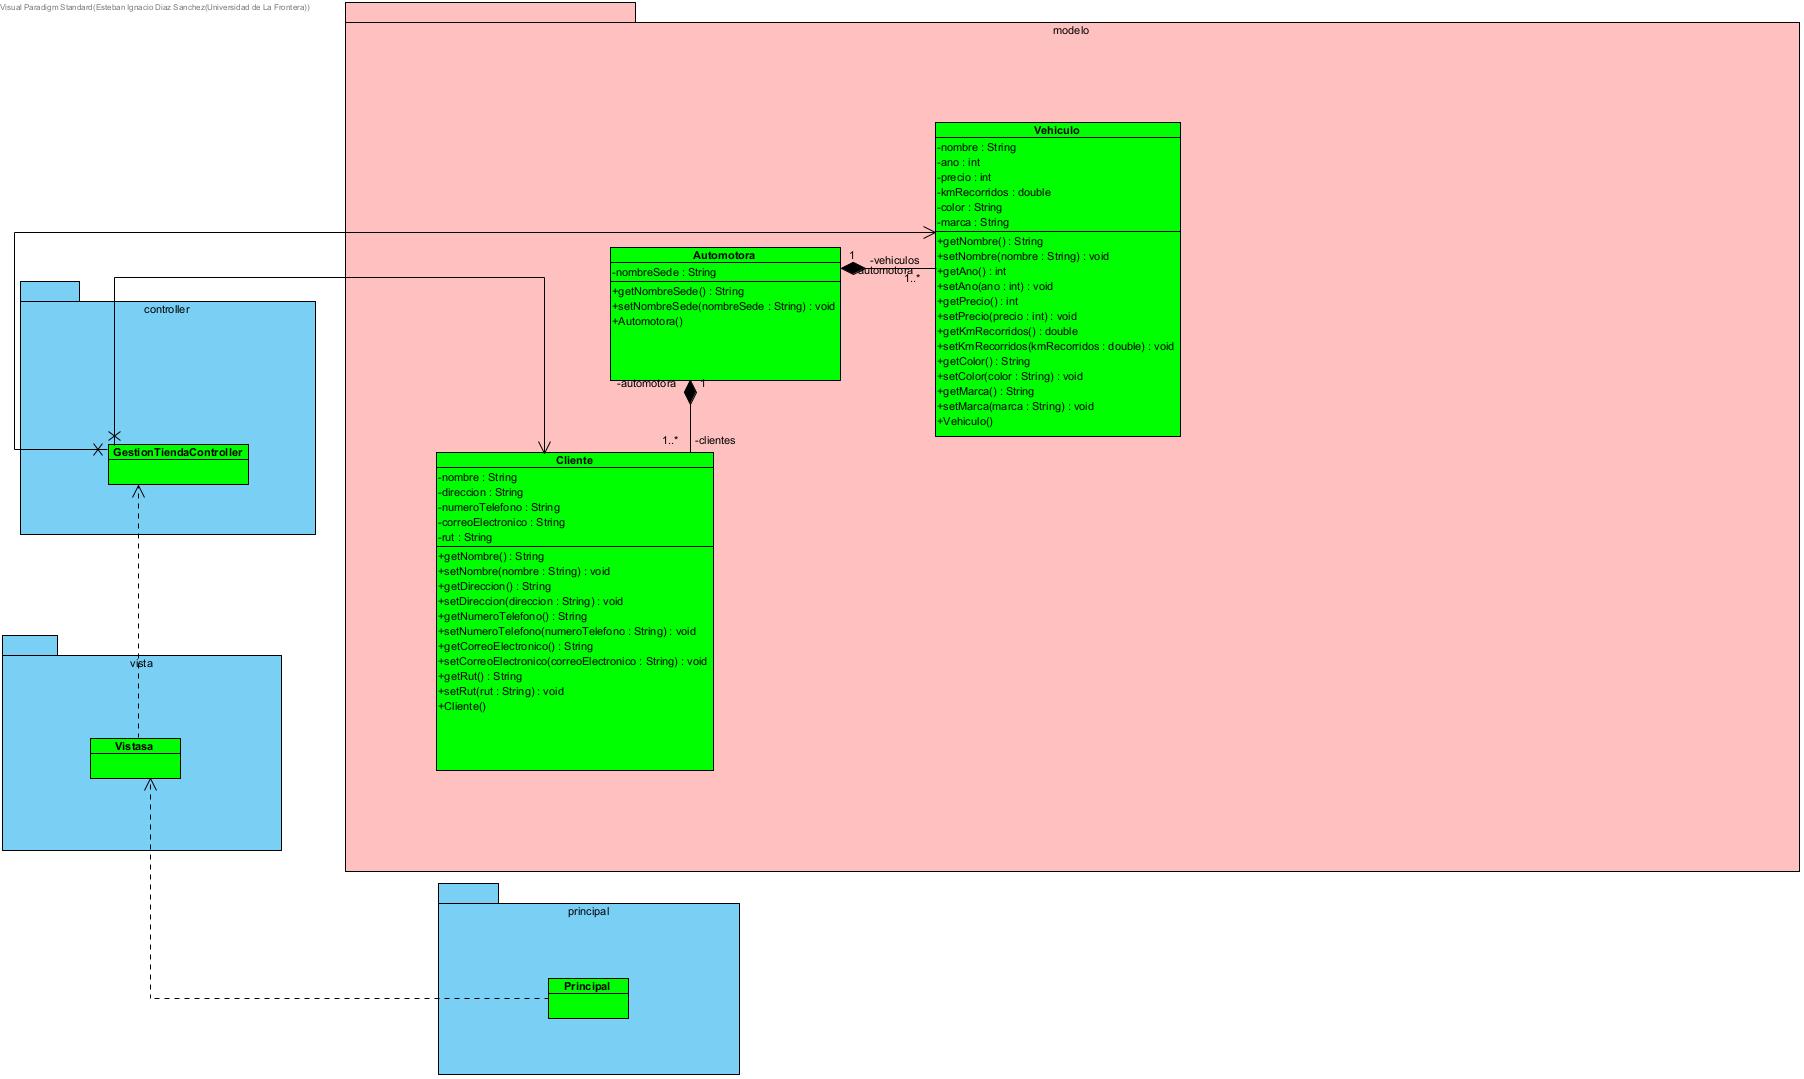 Visual Paradigm Standard(Esteban Ignacio Diaz Sanchez(Universidad de La Frontera))
modelo
Vehiculo
-nombre : String
-ano : int
-precio : int
-kmRecorridos : double
-color : String
-marca : String
+getNombre() : String
+setNombre(nombre : String) : void
+getAno() : int
+setAno(ano : int) : void
+getPrecio() : int
+setPrecio(precio : int) : void
+getKmRecorridos() : double
+setKmRecorridos(kmRecorridos : double) : void
+getColor() : String
+setColor(color : String) : void
+getMarca() : String
+setMarca(marca : String) : void
+Vehiculo()
Automotora
-nombreSede : String
+getNombreSede() : String
+setNombreSede(nombreSede : String) : void
+Automotora()
1
-vehiculos
-automotora
1..*
-automotora
1
1..*
-clientes
Cliente
-nombre : String
-direccion : String
-numeroTelefono : String
-correoElectronico : String
-rut : String
+getNombre() : String
+setNombre(nombre : String) : void
+getDireccion() : String
+setDireccion(direccion : String) : void
+getNumeroTelefono() : String
+setNumeroTelefono(numeroTelefono : String) : void
+getCorreoElectronico() : String
+setCorreoElectronico(correoElectronico : String) : void
+getRut() : String
+setRut(rut : String) : void
+Cliente()
controller
GestionTiendaController
vista
Vistasa
principal
Principal